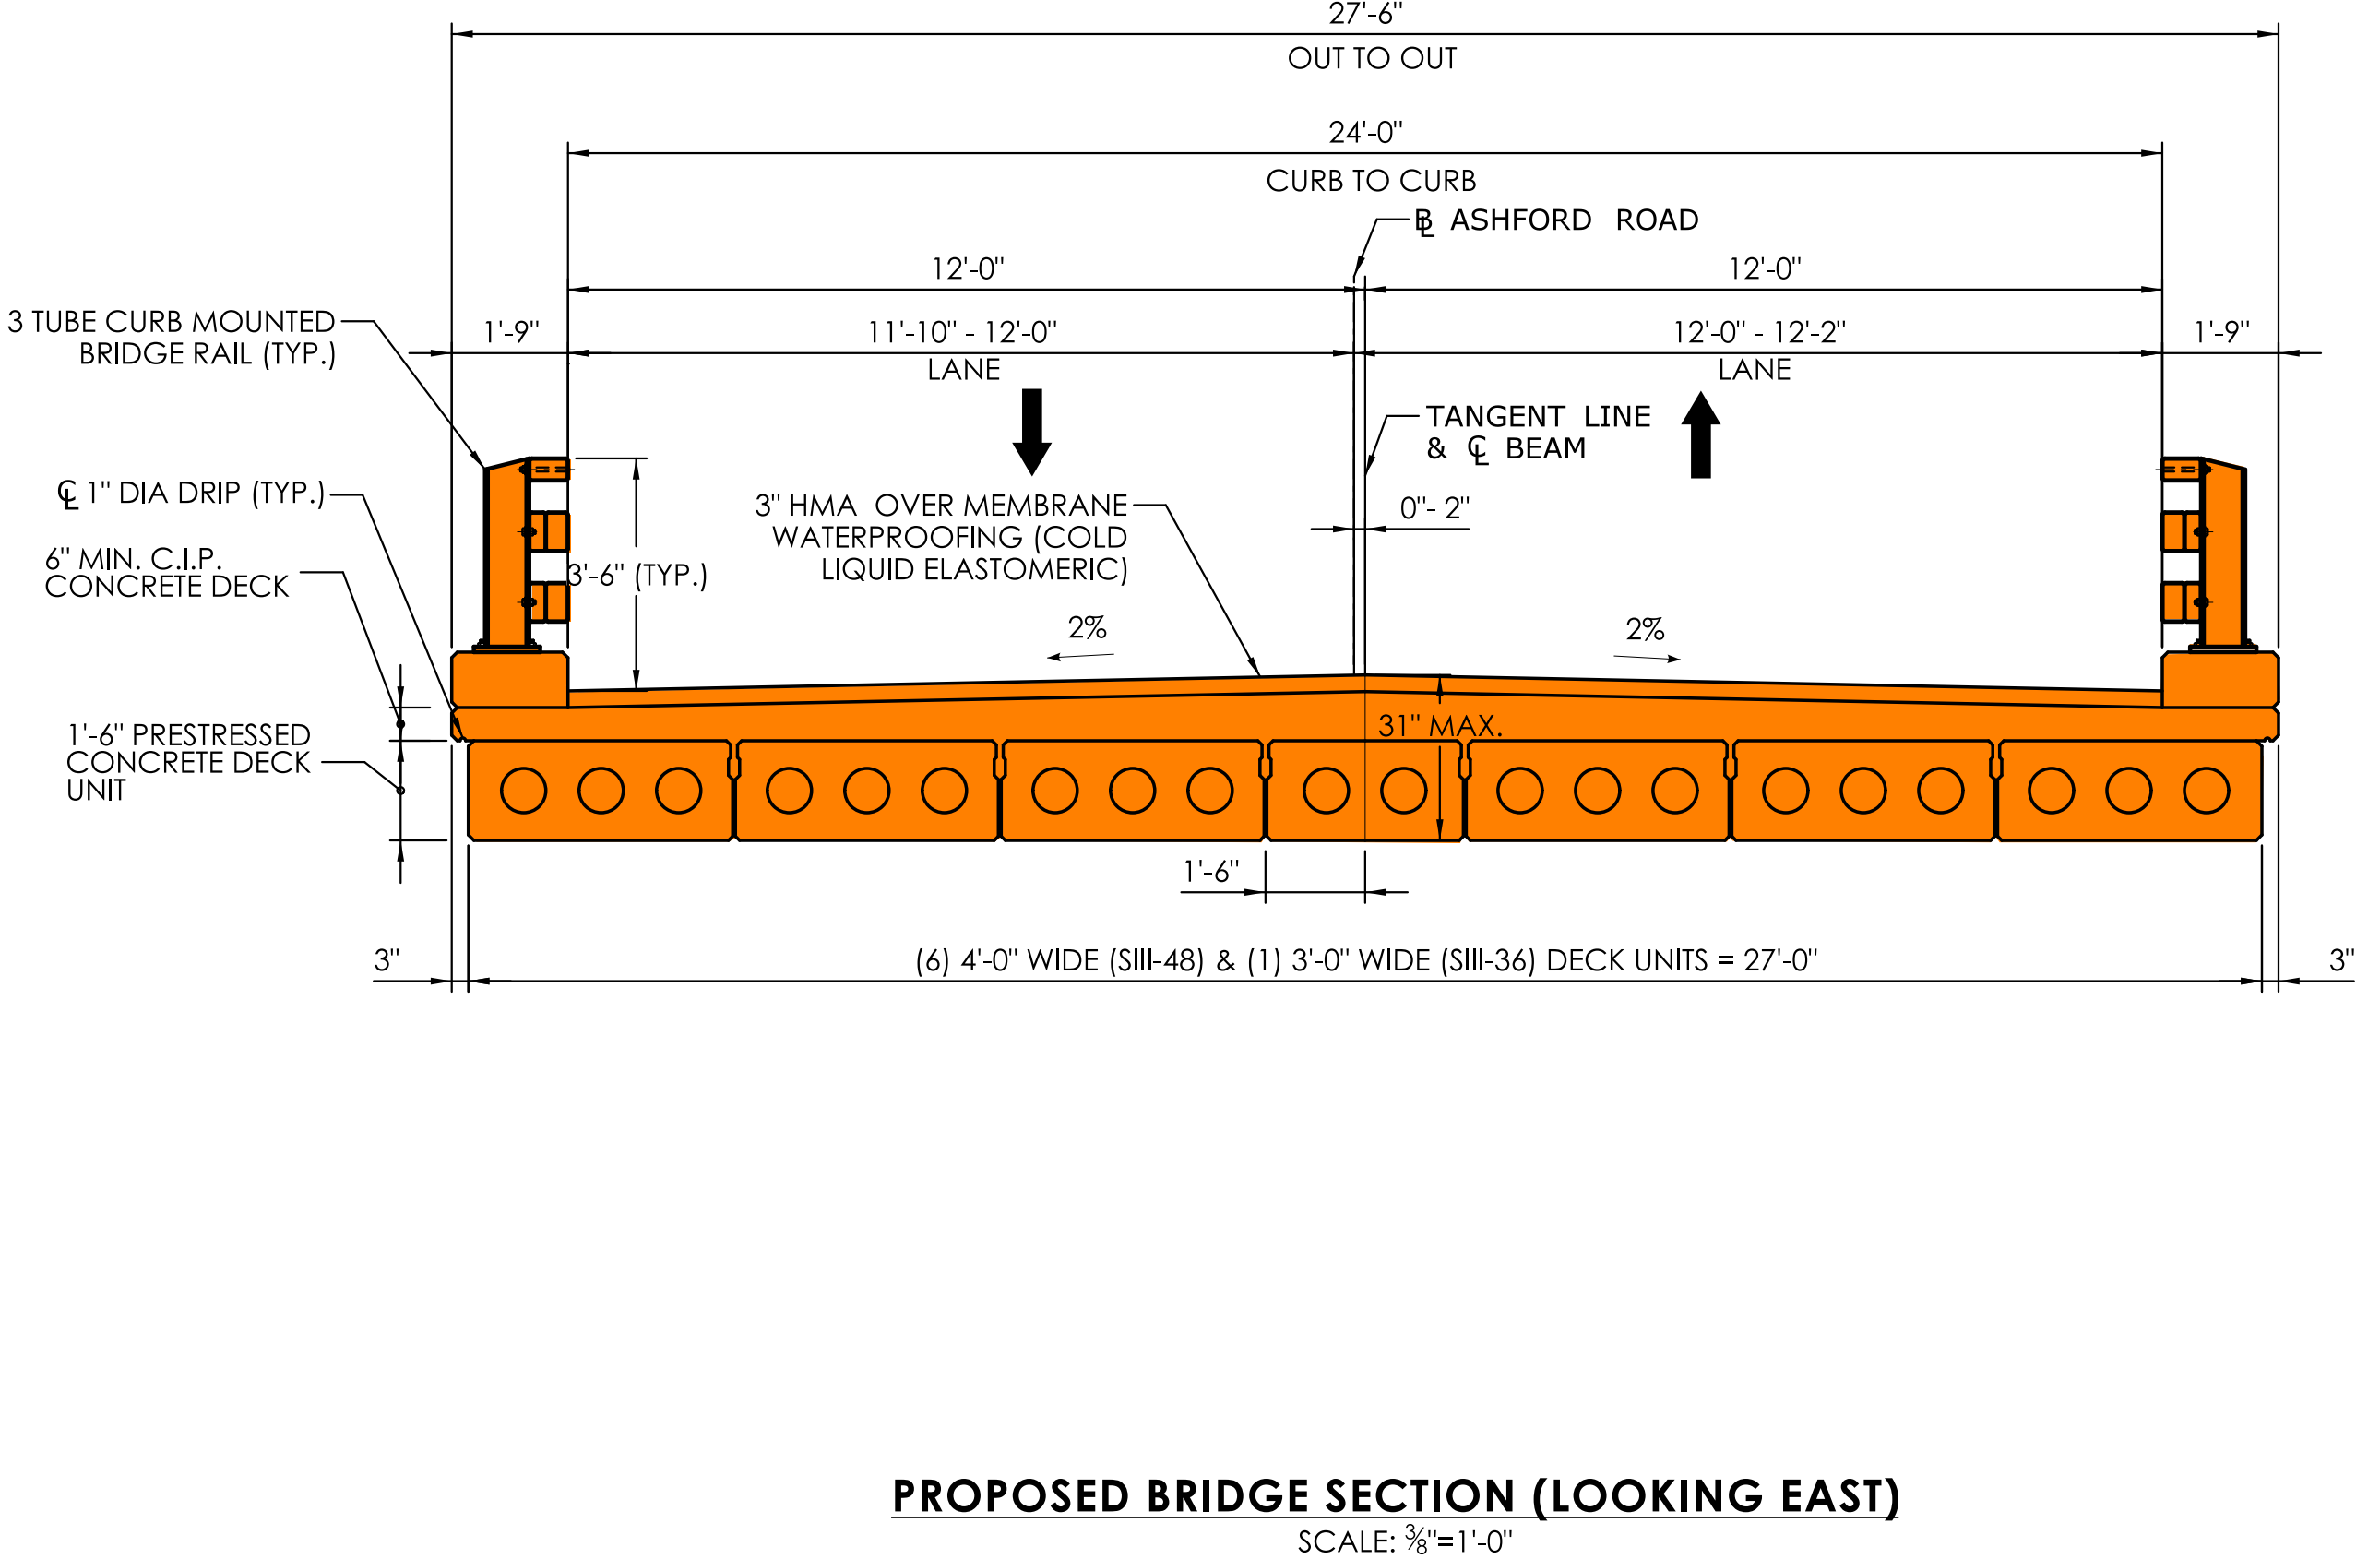 27'-6"
OUT TO OUT
24'-0"
CURB TO CURB
B̲L ASHFORD ROAD
12'-0"
12'-0"
3 TUBE CURB MOUNTED
BRIDGE RAIL (TYP.)
1'-9"
11'-10" - 12'-0"
LANE
12'-0" - 12'-2"
LANE
1'-9"
TANGENT LINE
& ℄ BEAM
℄ 1" DIA DRIP (TYP.)
3" HMA OVER MEMBRANE
WATERPROOFING (COLD
LIQUID ELASTOMERIC)
0"- 2"
6" MIN. C.I.P.
CONCRETE DECK
3'-6" (TYP.)
2%
2%
1'-6" PRESTRESSED
CONCRETE DECK
UNIT
31" MAX.
1'-6"
3"
(6) 4'-0" WIDE (SIII-48) & (1) 3'-0" WIDE (SIII-36) DECK UNITS = 27'-0"
3"
PROPOSED BRIDGE SECTION (LOOKING EAST)
SCALE: ⅜"=1'-0"